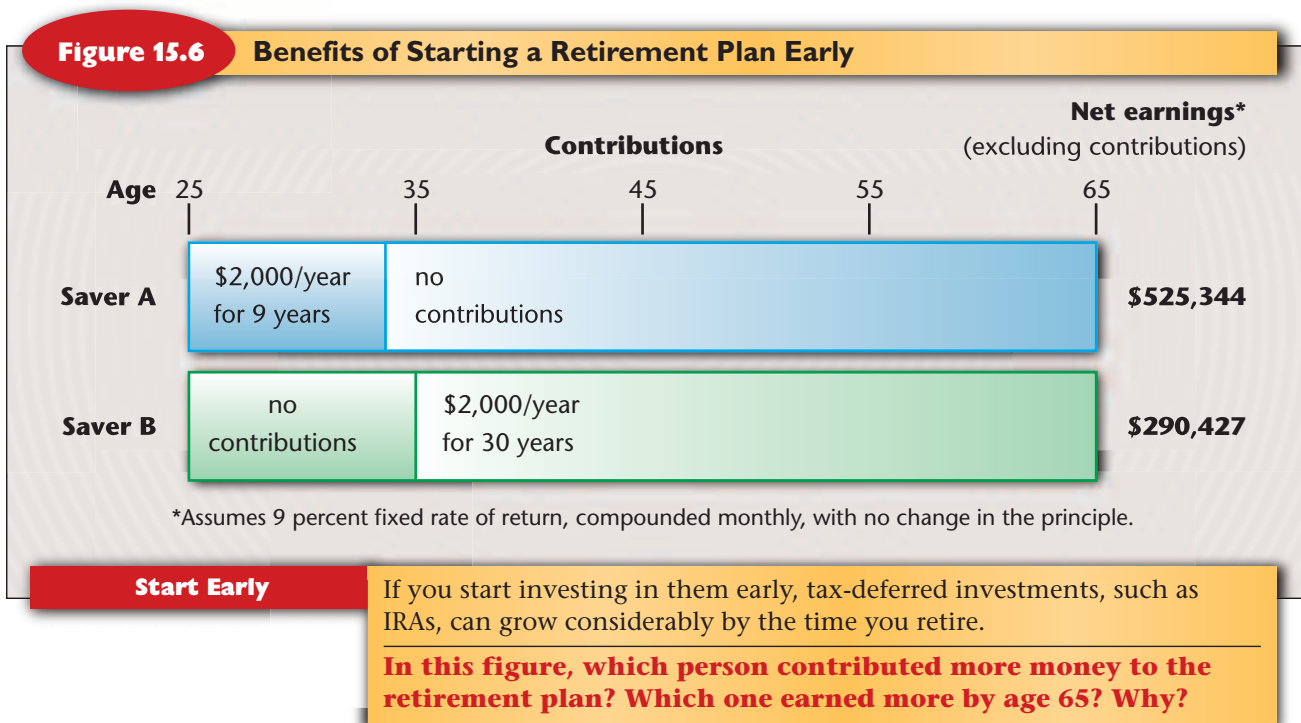 Figure 15.6 Benefits of Starting a Retirement Plan Early
Net earnings*
Contributions (excluding contributions)
Age 25 35 45 55 65
Saver A
$2,000/year
for 9 years
no
contributions
$525,344
Saver B
no
contributions
$2,000/year
for 30 years
$290,427
*Assumes 9 percent fixed rate of return, compounded monthly, with no change in the principle.
Start Early
If you start investing in them early, tax-deferred investments, such as
IRAs, can grow considerably by the time you retire.
In this figure, which person contributed more money to the
retirement plan? Which one earned more by age 65? Why?